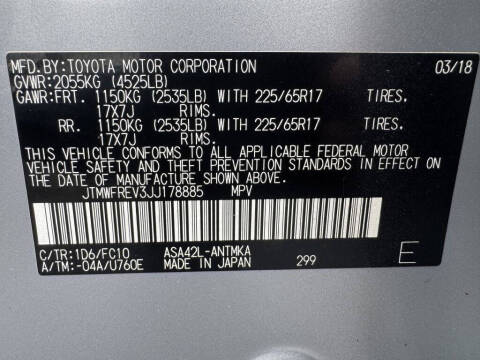 MFD.BY:TOYOTA MOTOR CORPORATION 03/18
GVWR:2055KG (4525LB)
GAWR:FRT. 1150KG (2535LB) WITH 225/65R17 TIRES.
17X7J RIMS.
RR. 1150KG (2535LB) WITH 225/65R17 TIRES.
17X7J RIMS.
THIS VEHICLE CONFORMS TO ALL APPLICABLE FEDERAL MOTOR
VEHICLE SAFETY AND THEFT PREVENTION STANDARDS IN EFFECT
ON THE DATE OF MANUFACTURE SHOWN ABOVE.
JTMWFREV3JJ178885 MPV
C/TR:1D6/FC10 ASA42L-ANTMKA
A/TM:-04A/U760E MADE IN JAPAN 299 E